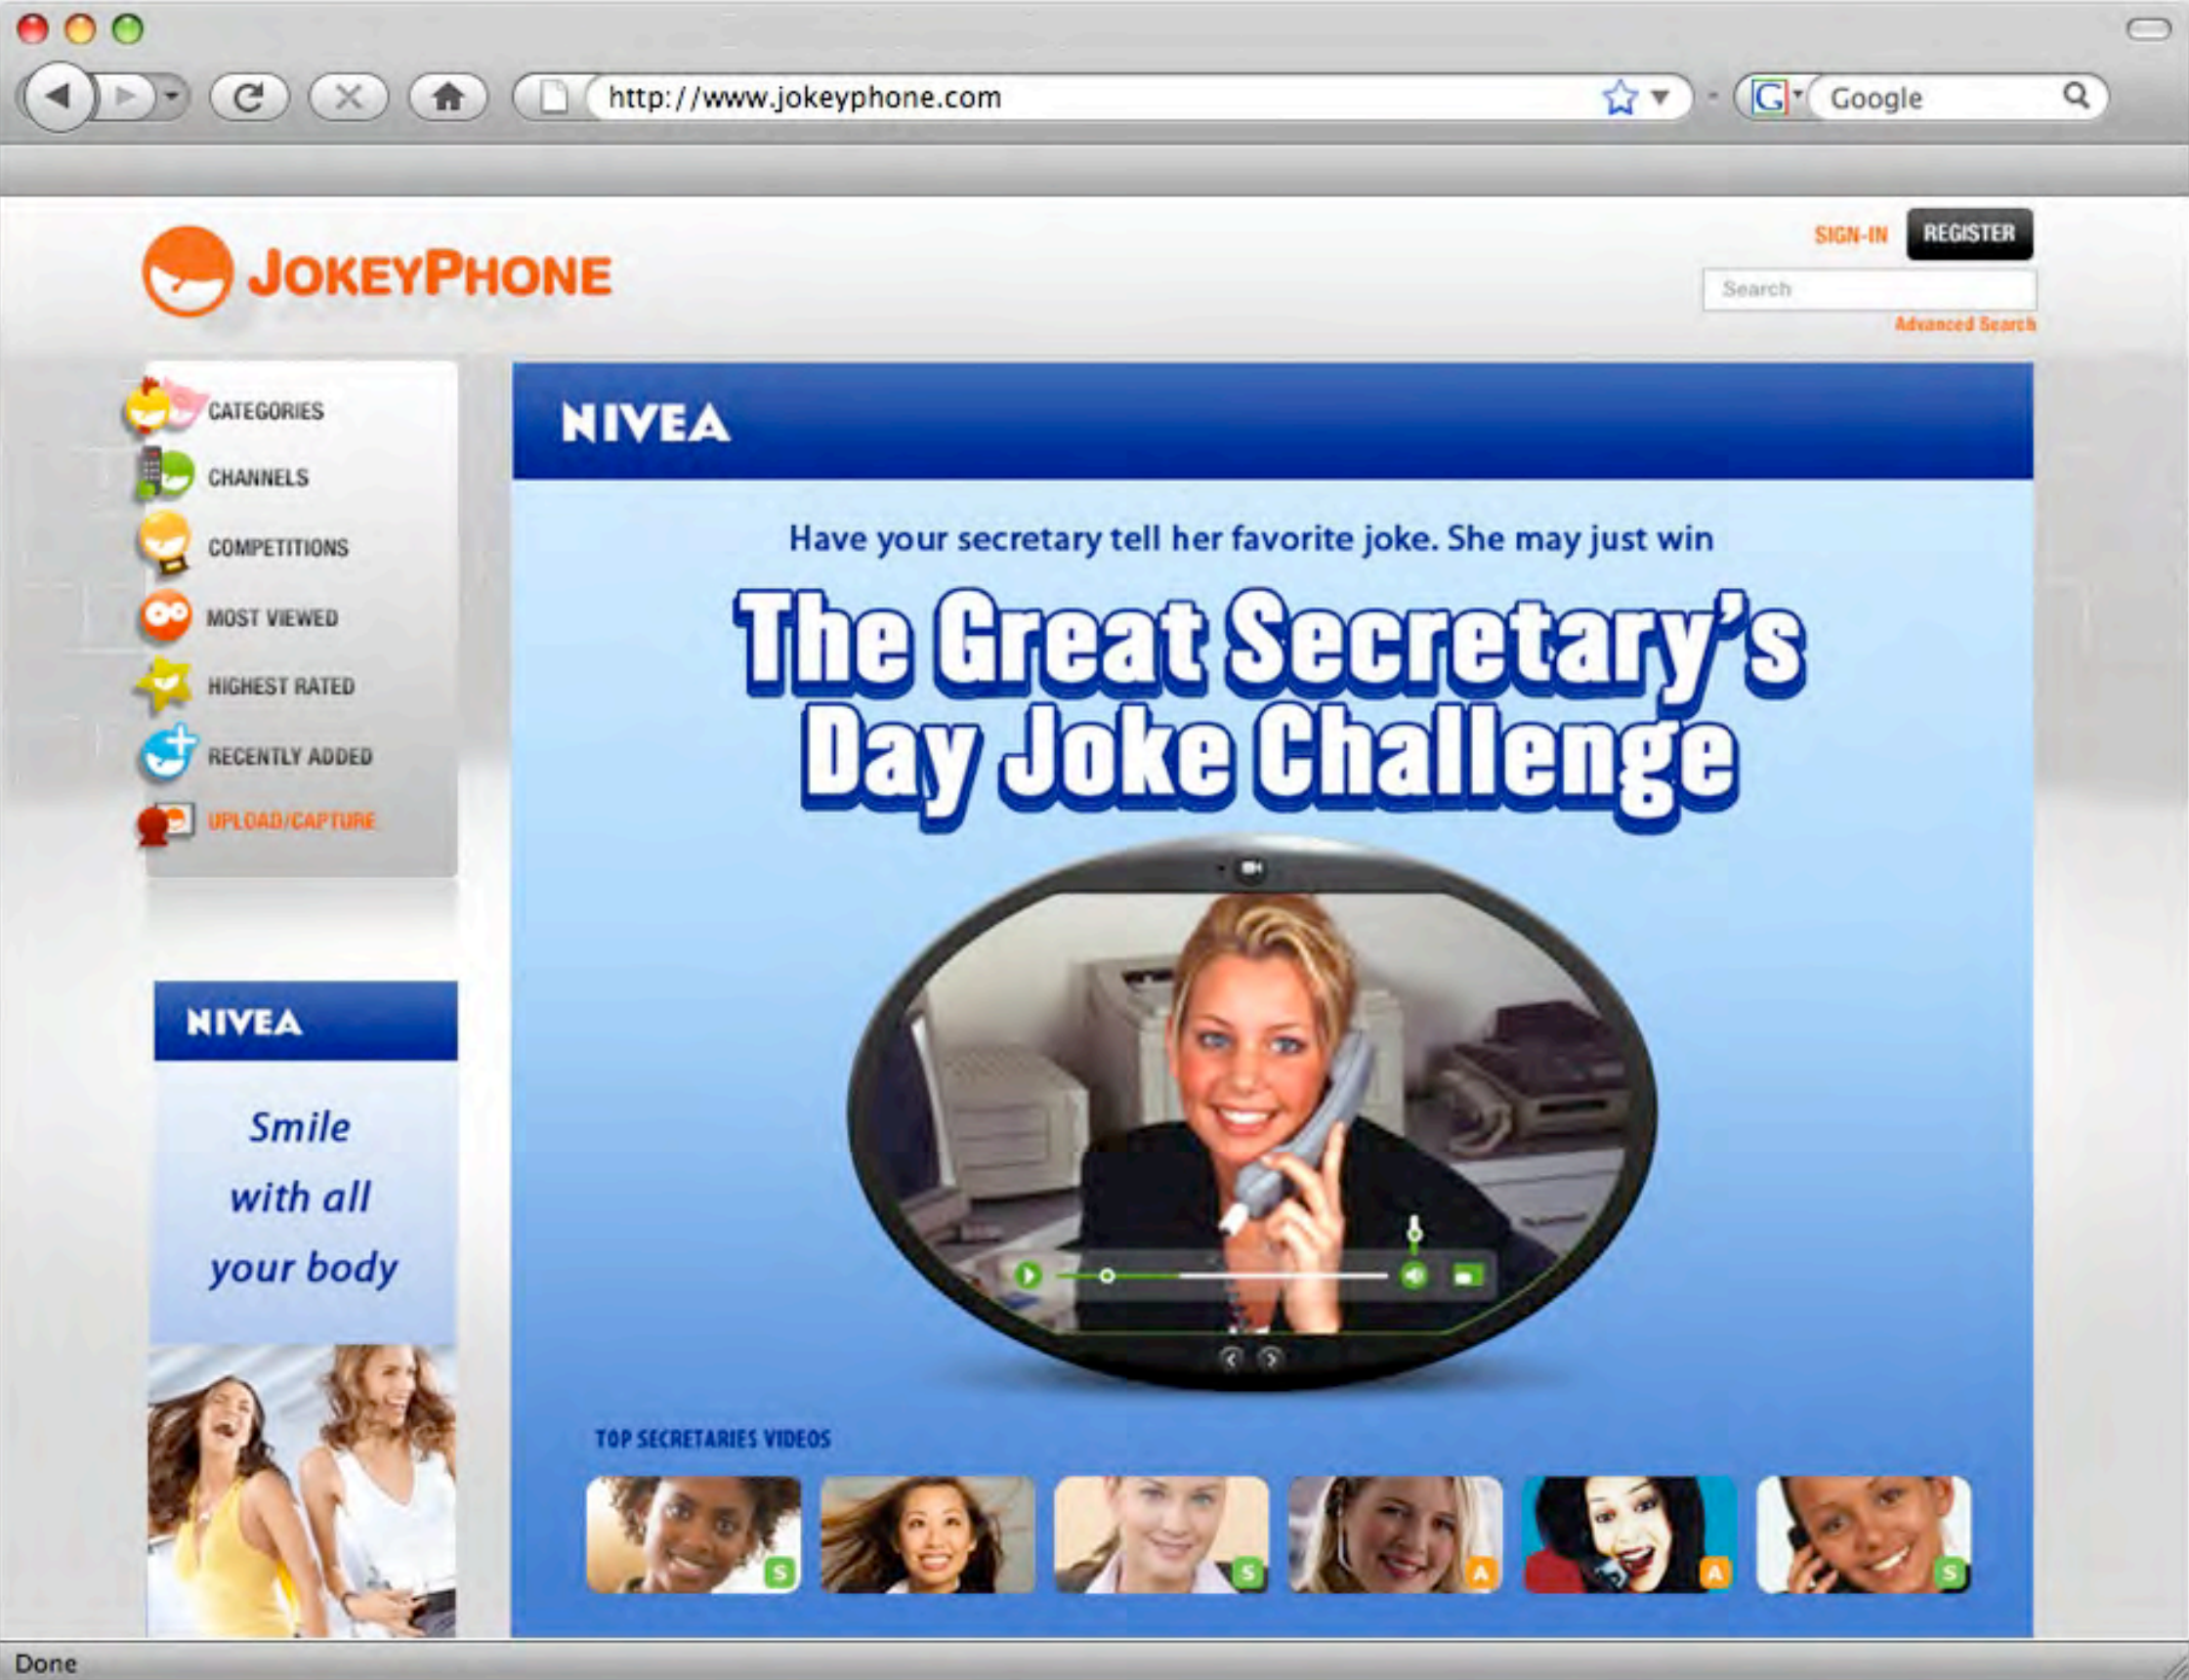 http://www.jokeyphone.com
Google
JOKEYPHONE
SIGN-IN
REGISTER
Search
Advanced Search
CATEGORIES
CHANNELS
COMPETITIONS
MOST VIEWED
HIGHEST RATED
RECENTLY ADDED
UPLOAD/CAPTURE
NIVEA
Smile
with all
your body
NIVEA
Have your secretary tell her favorite joke. She may just win
The Great Secretary's
Day Joke Challenge
TOP SECRETARIES VIDEOS
S
S
A
A
S
Done